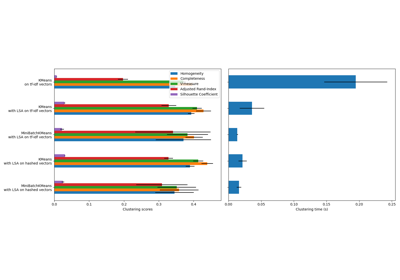 Homogeneity
Completeness
V-measure
Adjusted Rand-Index
Silhouette Coefficient
KMeans
on tf-idf vectors
KMeans
with LSA on tf-idf vectors
MiniBatchKMeans
with LSA on tf-idf vectors
KMeans
with LSA on hashed vectors
MiniBatchKMeans
with LSA on hashed vectors
0.0 0.1 0.2 0.3 0.4
Clustering scores
0.00 0.05 0.10 0.15 0.20 0.25
Clustering time (s)